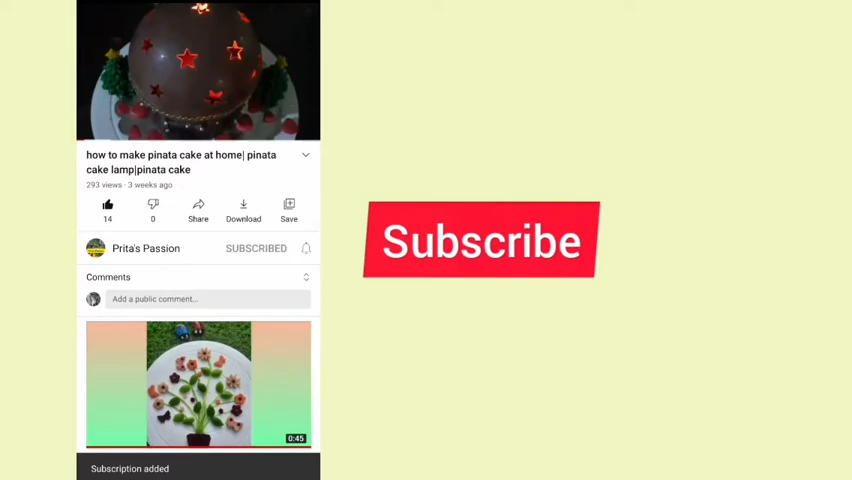 how to make pinata cake at home| pinata
cake lamp|pinata cake
293 views · 3 weeks ago
14
0
Share
Download
Save
Prita's Passion
SUBSCRIBED
Comments
Add a public comment...
0:45
Subscription added
Subscribe